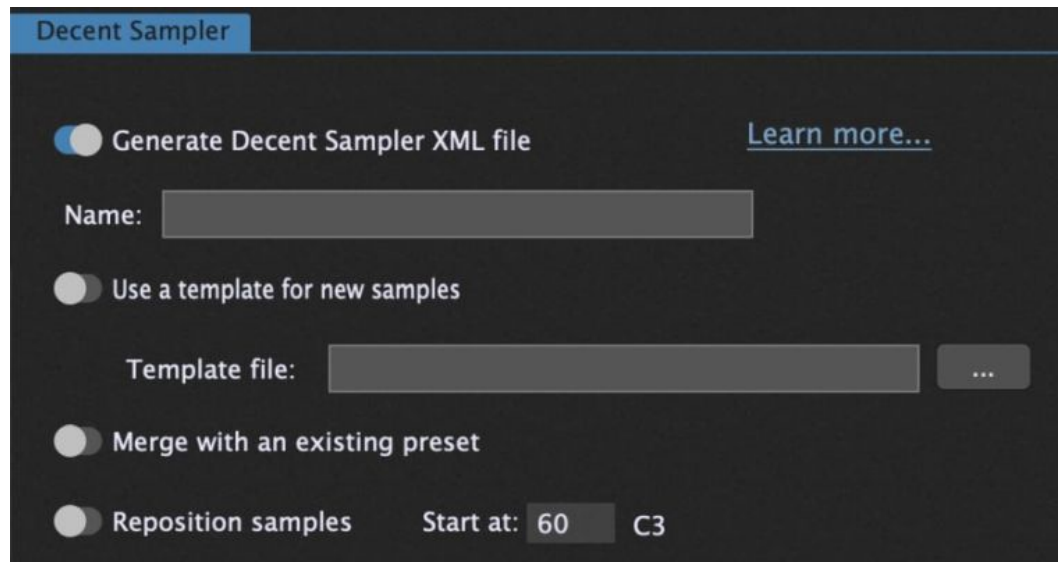 Decent Sampler
Generate Decent Sampler XML file Learn more...
Name:
Use a template for new samples
Template file: ...
Merge with an existing preset
Reposition samples Start at: 60 C3